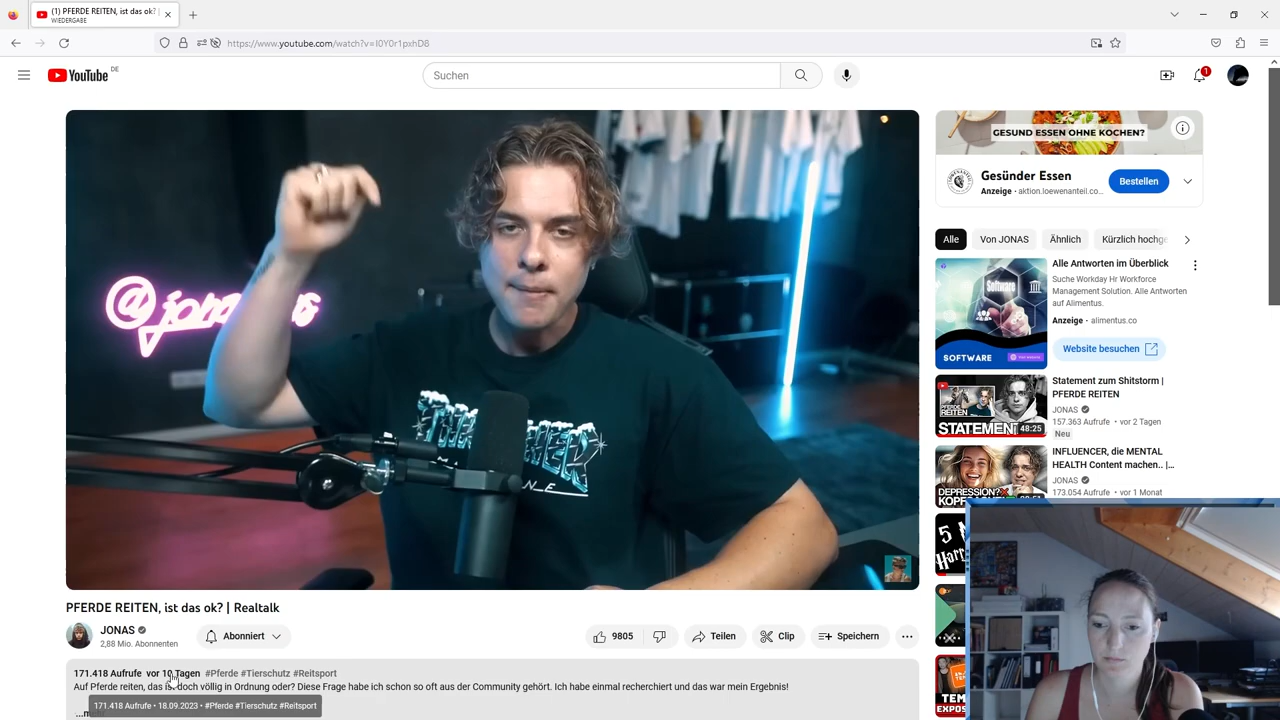 (1) PFERDE REITEN, ist das ok? |
WIEDERGABE
https://www.youtube.com/watch?v=I0Y0r1pxhD8
YouTube DE
Suchen
1
GESUND ESSEN OHNE KOCHEN?
Gesünder Essen
Anzeige • aktion.loewenanteil.co...
Bestellen
Alle
Von JONAS
Ähnlich
Kürzlich hochge
Alle Antworten im Überblick
Suche Workday Hr Workforce
Management Solution. Alle Antworten
auf Alimentus.
Anzeige • alimentus.co
Website besuchen
Software
SOFTWARE
Statement zum Shitstorm |
PFERDE REITEN
JONAS
157.363 Aufrufe • vor 2 Tagen
Neu
PFERDE
REITEN
STATEMENT
48:25
INFLUENCER, die MENTAL
HEALTH Content machen.. |...
JONAS
173.054 Aufrufe • vor 1 Monat
DEPRESSION?
PFERDE REITEN, ist das ok? | Realtalk
JONAS
2,88 Mio. Abonnenten
Abonniert
9805
Teilen
Clip
Speichern
171.418 Aufrufe vor 10 Tagen #Pferde #Tierschutz #Reitsport
Auf Pferde reiten, das ist doch völlig in Ordnung oder? Diese Frage habe ich schon so oft aus der Community gehört. Ich habe einmal recherchiert und das war mein Ergebnis!
171.418 Aufrufe • 18.09.2023 • #Pferde #Tierschutz #Reitsport